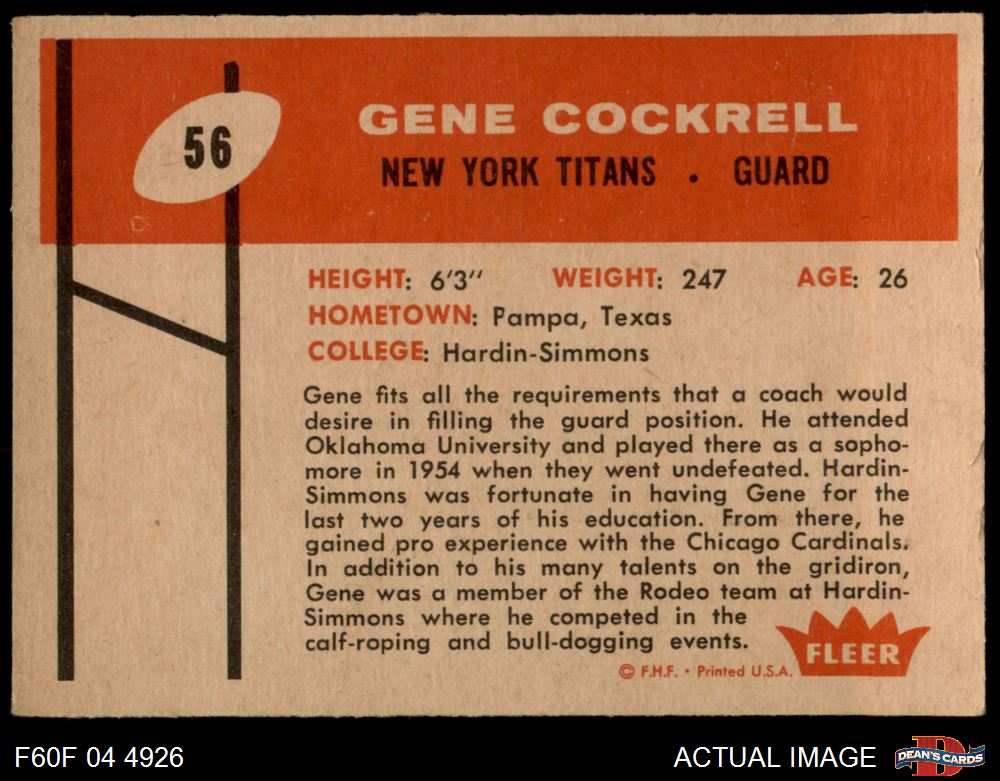 56
GENE COCKRELL
NEW YORK TITANS . GUARD
HEIGHT: 6'3" WEIGHT: 247 AGE: 26
HOMETOWN: Pampa, Texas
COLLEGE: Hardin-Simmons
Gene fits all the requirements that a coach would
desire in filling the guard position. He attended
Oklahoma University and played there as a sopho-
more in 1954 when they went undefeated. Hardin-
Simmons was fortunate in having Gene for the
last two years of his education. From there, he
gained pro experience with the Chicago Cardinals.
In addition to his many talents on the gridiron,
Gene was a member of the Rodeo team at Hardin-
Simmons where he competed in the
calf-roping and bull-dogging events.
FLEER
© F.H.F. • Printed U.S.A.
F60F 04 4926
ACTUAL IMAGE
D
DEAN'S CARDS